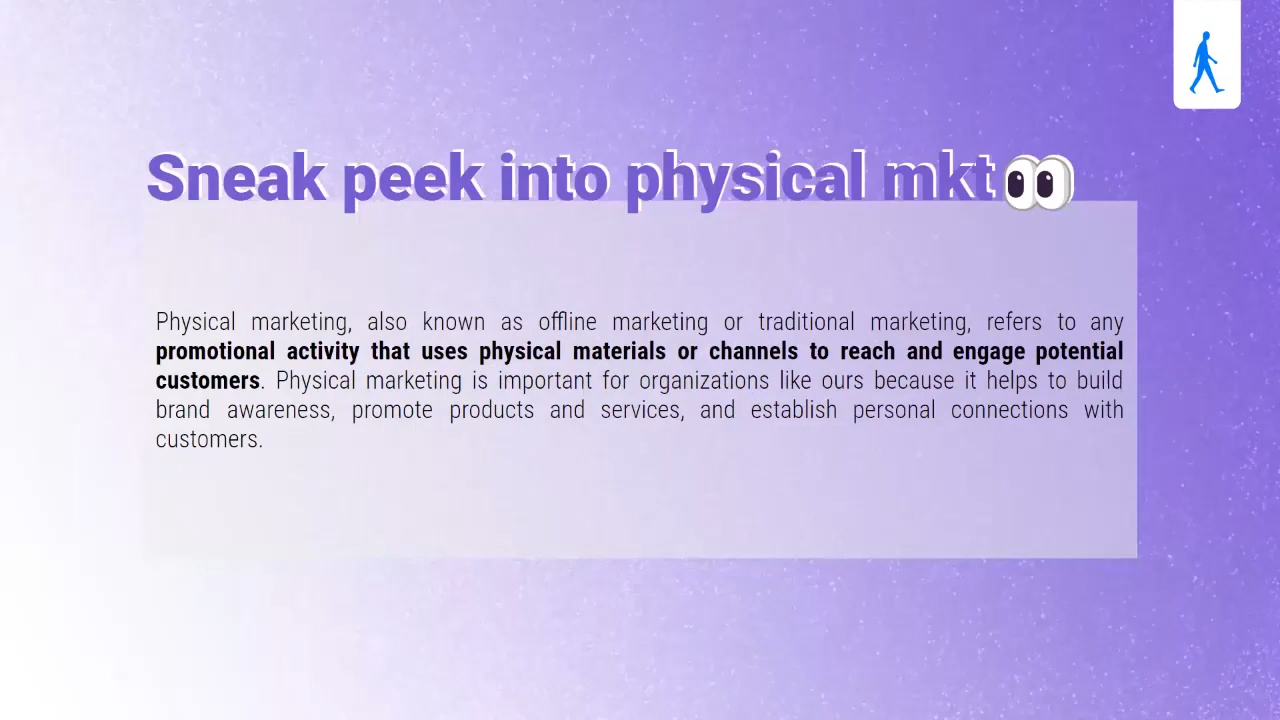 Sneak peek into physical mkt👀
Physical marketing, also known as offline marketing or traditional marketing, refers to any
promotional activity that uses physical materials or channels to reach and engage potential
customers. Physical marketing is important for organizations like ours because it helps to build
brand awareness, promote products and services, and establish personal connections with
customers.